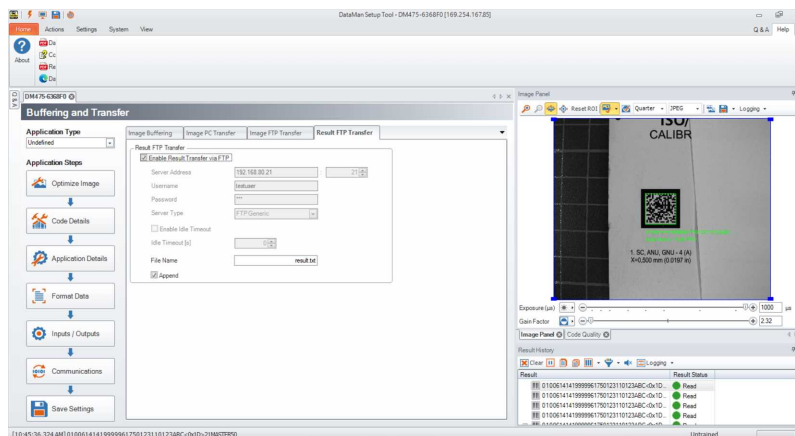 DataMan Setup Tool - DM475-6368F0 [169.254.167.85]
Home Actions Settings System View
Q & A Help
About
Da
Cc
Re
Da
Q & A
DM475-6368F0
Buffering and Transfer
Application Type
Undefined
Application Steps
Optimize Image
Code Details
Application Details
Format Data
Inputs / Outputs
Communications
Save Settings
Image Buffering Image PC Transfer Image FTP Transfer Result FTP Transfer
Result FTP Transfer
Enable Result Transfer via FTP
Server Address 192.168.80.21 : 21
Username testuser
Password ***
Server Type FTP Generic
Enable Idle Timeout
Idle Timeout [s] 0
File Name result.txt
Append
Image Panel
Reset ROI Quarter JPEG Logging
ISO/
CALIBR
1. SC, ANU, GNU - 4 (A)
X=0,500 mm (0.0197 in)
Exposure (µs) 1000 µs
Gain Factor 2.32
Image Panel Code Quality
Result History
Clear Logging
Result Result Status
Read
Read
Read
Untrained